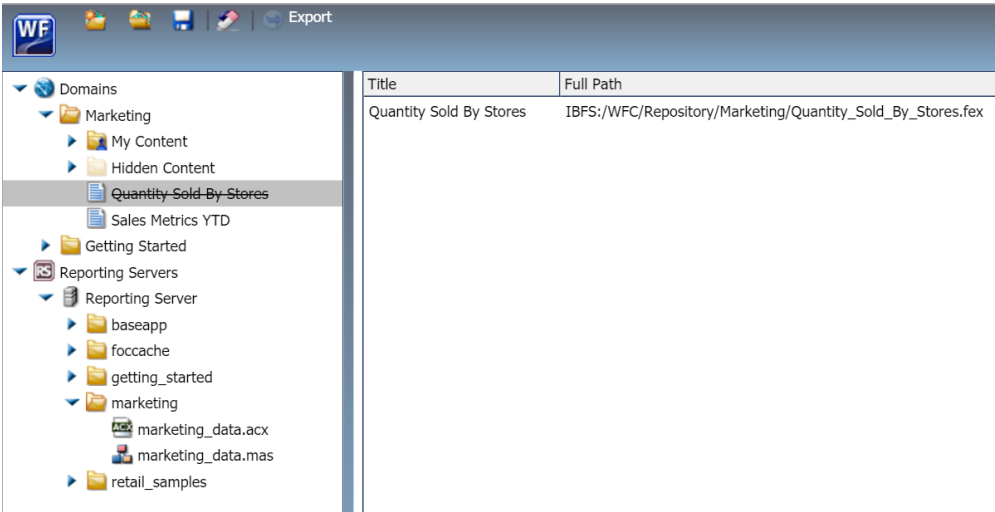 WF
Export
Domains
Marketing
My Content
Hidden Content
Quantity Sold By Stores
Sales Metrics YTD
Getting Started
RS Reporting Servers
Reporting Server
baseapp
foccache
getting_started
marketing
ACX marketing_data.acx
marketing_data.mas
retail_samples
Title Full Path
Quantity Sold By Stores IBFS:/WFC/Repository/Marketing/Quantity_Sold_By_Stores.fex